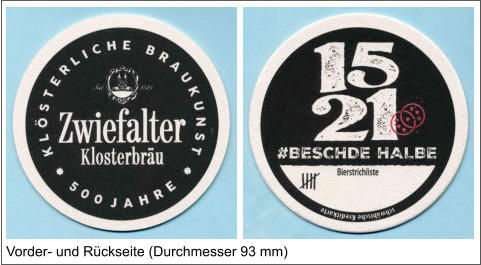 KLÖSTERLICHE BRAUKUNST
Seit 1521
Zwiefalter
Klosterbräu
500 JAHRE
15
21
#BESCHDE HALBE
Bierstrichliste
schwäbische Kreditkarte
Vorder- und Rückseite (Durchmesser 93 mm)